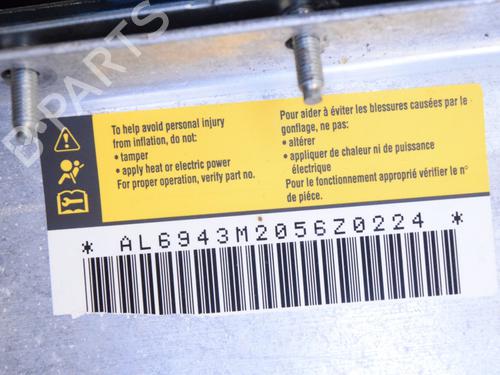 B-PARTS
To help avoid personal injury
from inflation, do not:
• tamper
• apply heat or electric power
For proper operation, verify part no.
Pour aider à éviter les blessures causées par le
gonflage, ne pas:
• altérer
• appliquer de chaleur ni de puissance
électrique
Pour le fonctionnement approprié vérifier le n°
de piéce.
* AL6943M2056Z0224 *